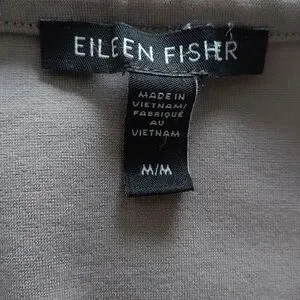 EILEEN FISHER
MADE IN
VIETNAM/
FABRIQUÉ
AU
VIETNAM
M/M